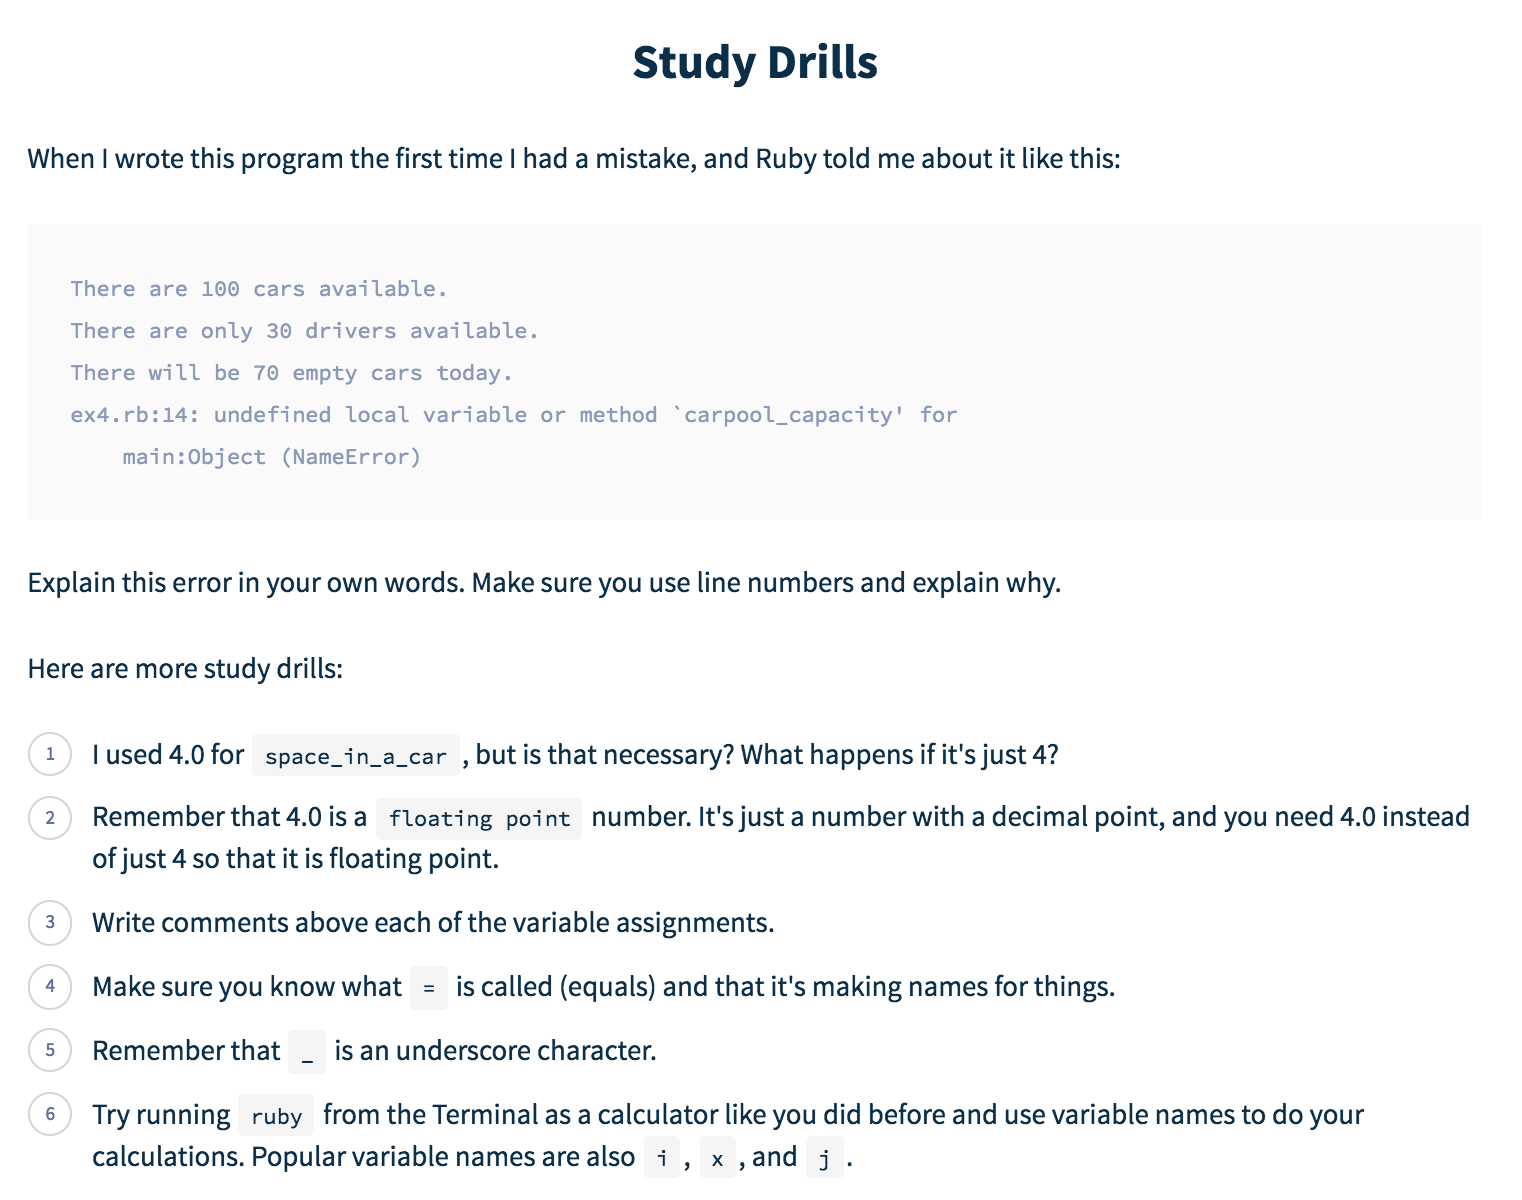 Study Drills
When I wrote this program the first time I had a mistake, and Ruby told me about it like this:
There are 100 cars available.
There are only 30 drivers available.
There will be 70 empty cars today.
ex4.rb:14: undefined local variable or method `carpool_capacity' for
    main:Object (NameError)
Explain this error in your own words. Make sure you use line numbers and explain why.
Here are more study drills:
1 I used 4.0 for space_in_a_car , but is that necessary? What happens if it's just 4?
2 Remember that 4.0 is a floating point number. It's just a number with a decimal point, and you need 4.0 instead
of just 4 so that it is floating point.
3 Write comments above each of the variable assignments.
4 Make sure you know what = is called (equals) and that it's making names for things.
5 Remember that _ is an underscore character.
6 Try running ruby from the Terminal as a calculator like you did before and use variable names to do your
calculations. Popular variable names are also i , x , and j .